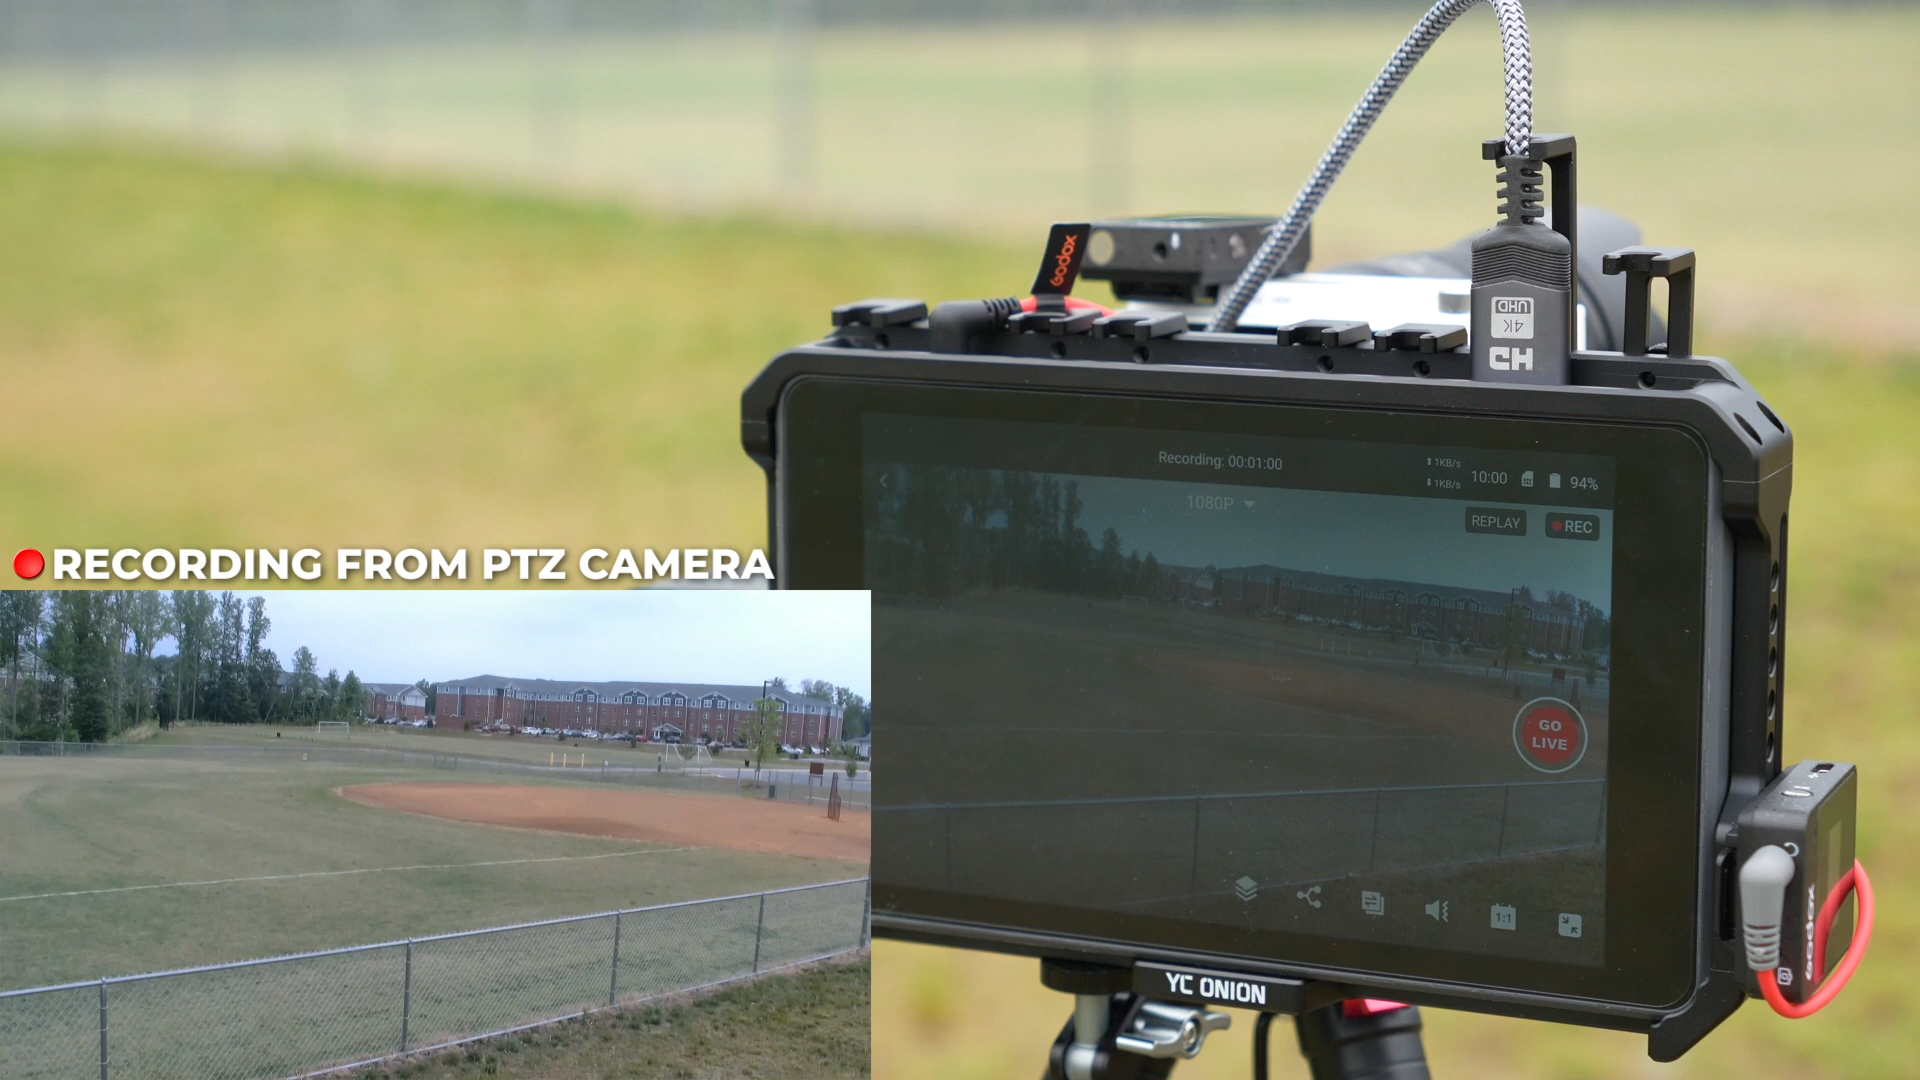 Godox
4K
UHD
Recording: 00:01:00
1KB/s
1KB/s
10:00
94%
1080P
REPLAY
REC
RECORDING FROM PTZ CAMERA
GO
LIVE
1:1
Godox
YC ONION